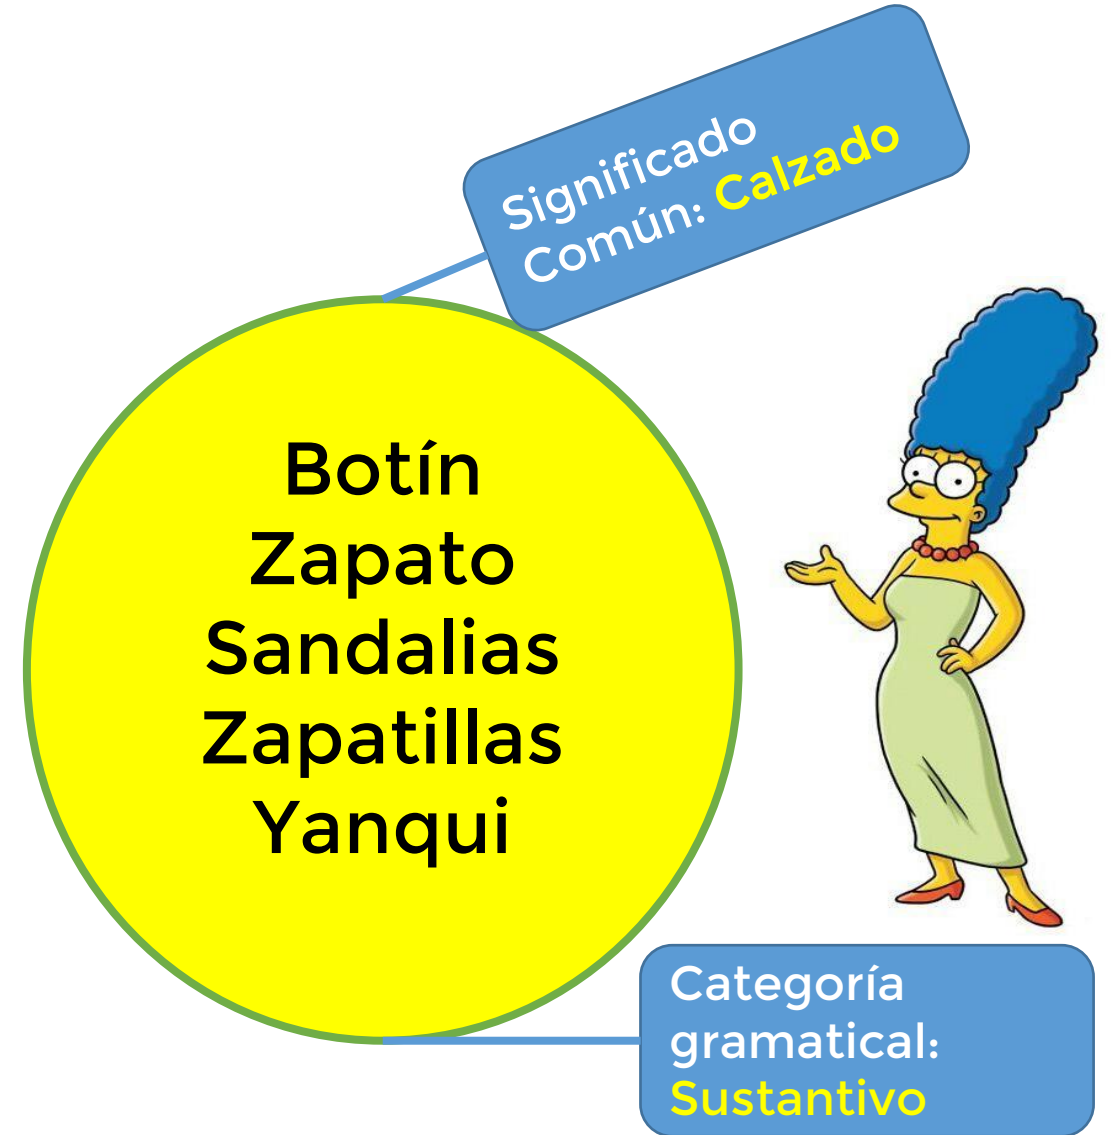 Significado
Común: Calzado
Botín
Zapato
Sandalias
Zapatillas
Yanqui
Categoría
gramatical:
Sustantivo